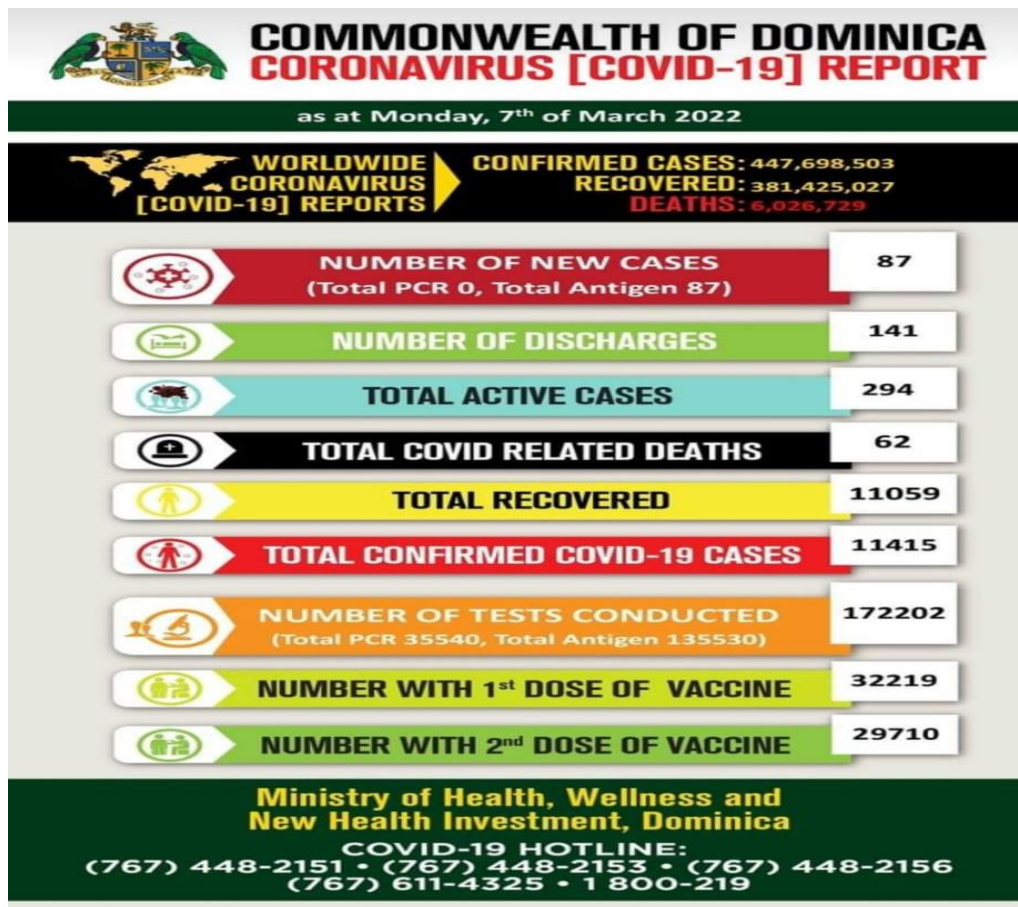 COMMONWEALTH OF DOMINICA
CORONAVIRUS [COVID-19] REPORT
as at Monday, 7th of March 2022
WORLDWIDE
CORONAVIRUS
[COVID-19] REPORTS
CONFIRMED CASES: 447,698,503
RECOVERED: 381,425,027
DEATHS: 6,026,729
NUMBER OF NEW CASES
(Total PCR 0, Total Antigen 87)
87
NUMBER OF DISCHARGES
141
TOTAL ACTIVE CASES
294
TOTAL COVID RELATED DEATHS
62
TOTAL RECOVERED
11059
TOTAL CONFIRMED COVID-19 CASES
11415
NUMBER OF TESTS CONDUCTED
(Total PCR 35540, Total Antigen 135530)
172202
NUMBER WITH 1st DOSE OF VACCINE
32219
NUMBER WITH 2nd DOSE OF VACCINE
29710
Ministry of Health, Wellness and
New Health Investment, Dominica
COVID-19 HOTLINE:
(767) 448-2151 • (767) 448-2153 • (767) 448-2156
(767) 611-4325 • 1 800-219